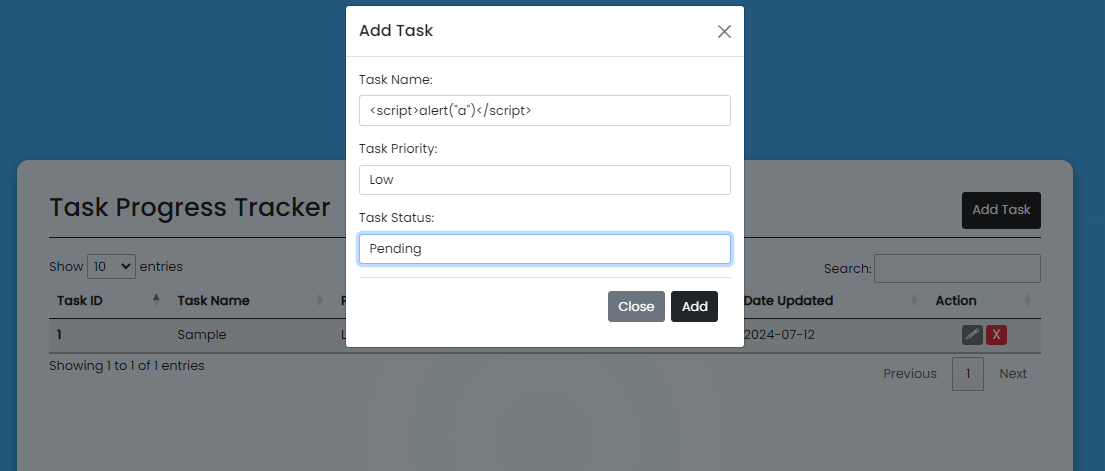 Add Task
Task Name:
<script>alert("a")</script>
Task Priority:
Low
Task Status:
Pending
Close Add
Task Progress Tracker
Add Task
Show 10 entries
Search:
Task ID Task Name Date Updated Action
1 Sample 2024-07-12 X
Showing 1 to 1 of 1 entries
Previous 1 Next